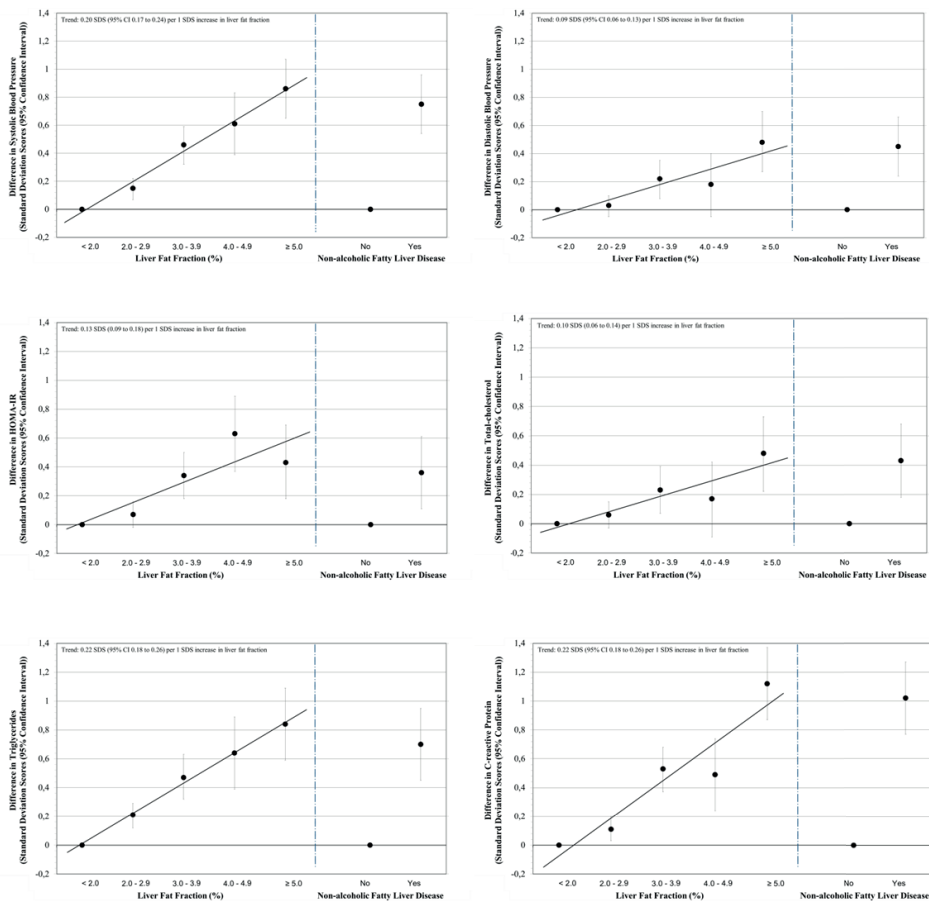 Trend: 0.20 SDS (95% CI 0.17 to 0.24) per 1 SDS increase in liver fat fraction
Difference in Systolic Blood Pressure
(Standard Deviation Scores (95% Confidence Interval))
1,4
1,2
1
0,8
0,6
0,4
0,2
0
-0,2
< 2.0
2.0 - 2.9
3.0 - 3.9
4.0 - 4.9
≥ 5.0
No
Yes
Liver Fat Fraction (%)
Non-alcoholic Fatty Liver Disease
Trend: 0.09 SDS (95% CI 0.06 to 0.13) per 1 SDS increase in liver fat fraction
Difference in Diastolic Blood Pressure
(Standard Deviation Scores (95% Confidence Interval))
1,4
1,2
1
0,8
0,6
0,4
0,2
0
-0,2
< 2.0
2.0 - 2.9
3.0 - 3.9
4.0 - 4.9
≥ 5.0
No
Yes
Liver Fat Fraction (%)
Non-alcoholic Fatty Liver Disease
Trend: 0.13 SDS (0.09 to 0.18) per 1 SDS increase in liver fat fraction
Difference in HOMA-IR
(Standard Deviation Scores (95% Confidence Interval))
1,4
1,2
1
0,8
0,6
0,4
0,2
0
-0,2
< 2.0
2.0 - 2.9
3.0 - 3.9
4.0 - 4.9
≥ 5.0
No
Yes
Liver Fat Fraction (%)
Non-alcoholic Fatty Liver Disease
Trend: 0.10 SDS (0.06 to 0.14) per 1 SDS increase in liver fat fraction
Difference in Total-cholesterol
(Standard Deviation Scores (95% Confidence Interval))
1,4
1,2
1
0,8
0,6
0,4
0,2
0
-0,2
< 2.0
2.0 - 2.9
3.0 - 3.9
4.0 - 4.9
≥ 5.0
No
Yes
Liver Fat Fraction (%)
Non-alcoholic Fatty Liver Disease
Trend: 0.22 SDS (95% CI 0.18 to 0.26) per 1 SDS increase in liver fat fraction
Difference in Triglycerides
(Standard Deviation Scores (95% Confidence Interval))
1,4
1,2
1
0,8
0,6
0,4
0,2
0
-0,2
< 2.0
2.0 - 2.9
3.0 - 3.9
4.0 - 4.9
≥ 5.0
No
Yes
Liver Fat Fraction (%)
Non-alcoholic Fatty Liver Disease
Trend: 0.22 SDS (95% CI 0.18 to 0.26) per 1 SDS increase in liver fat fraction
Difference in C-reactive Protein
(Standard Deviation Scores (95% Confidence Interval))
1,4
1,2
1
0,8
0,6
0,4
0,2
0
-0,2
< 2.0
2.0 - 2.9
3.0 - 3.9
4.0 - 4.9
≥ 5.0
No
Yes
Liver Fat Fraction (%)
Non-alcoholic Fatty Liver Disease